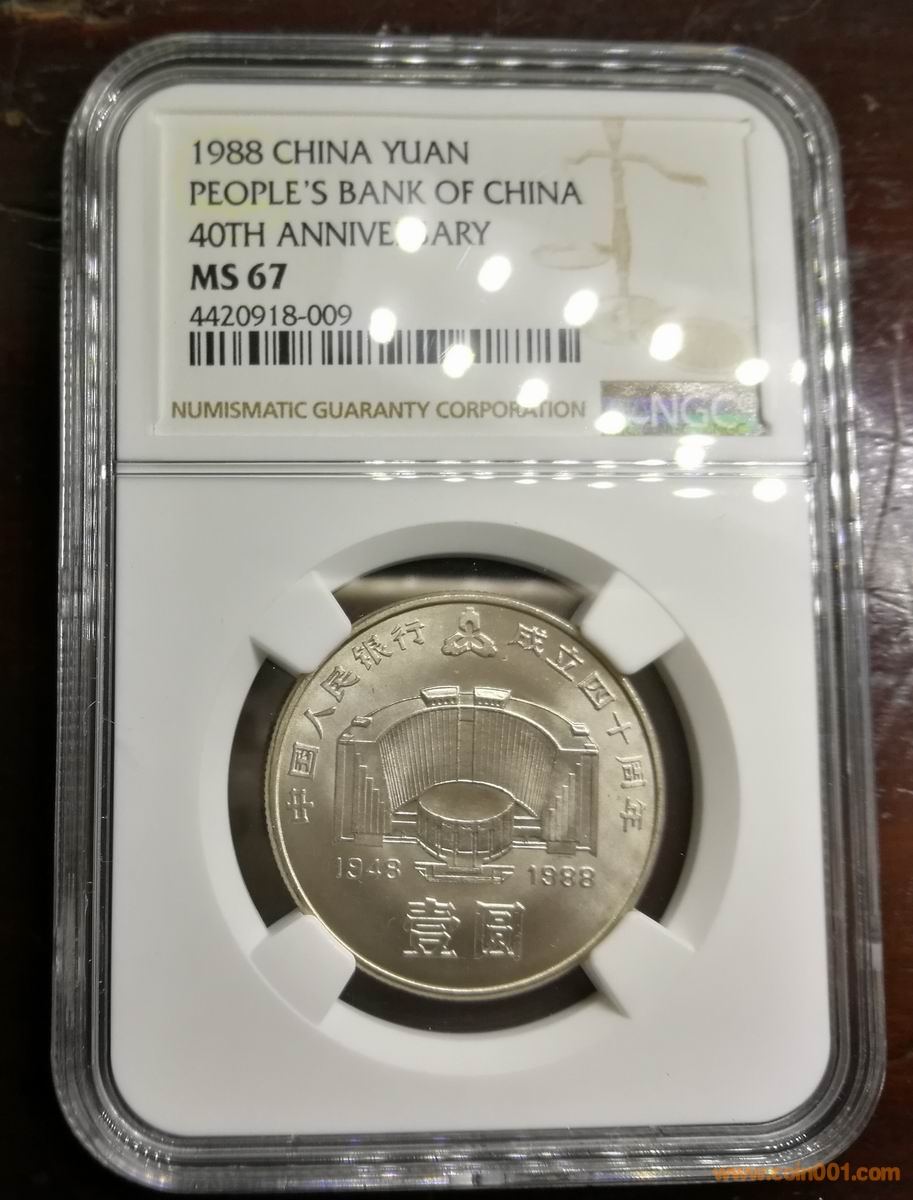 1988 CHINA YUAN
PEOPLE'S BANK OF CHINA
40TH ANNIVERSARY
MS 67
4420918-009
NUMISMATIC GUARANTY CORPORATION
NGC
中国人民银行 成立四十周年
1948 1988
壹圆
www.coin001.com